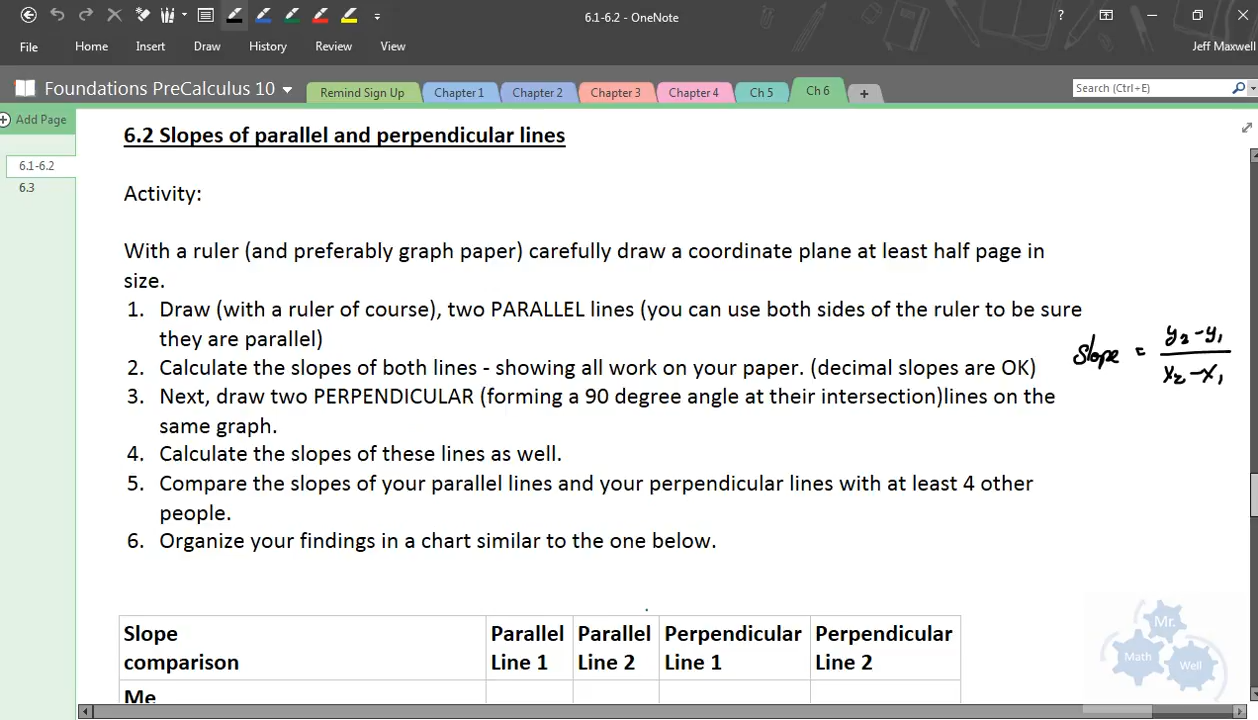 6.1-6.2 - OneNote
?
File
Home
Insert
Draw
History
Review
View
Jeff Maxwell
Foundations PreCalculus 10
Remind Sign Up
Chapter 1
Chapter 2
Chapter 3
Chapter 4
Ch 5
Ch 6
Search (Ctrl+E)
Add Page
6.1-6.2
6.3
6.2 Slopes of parallel and perpendicular lines
Activity:
With a ruler (and preferably graph paper) carefully draw a coordinate plane at least half page in
size.
1. Draw (with a ruler of course), two PARALLEL lines (you can use both sides of the ruler to be sure
they are parallel)
2. Calculate the slopes of both lines - showing all work on your paper. (decimal slopes are OK)
3. Next, draw two PERPENDICULAR (forming a 90 degree angle at their intersection)lines on the
same graph.
4. Calculate the slopes of these lines as well.
5. Compare the slopes of your parallel lines and your perpendicular lines with at least 4 other
people.
6. Organize your findings in a chart similar to the one below.
slope = y₂-y₁
x₂-x₁
Slope Parallel Parallel Perpendicular Perpendicular
comparison Line 1 Line 2 Line 1 Line 2
Me
Mr.
Math
Well